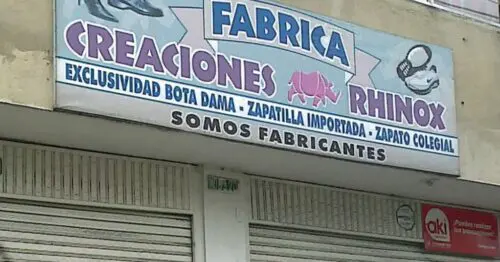 FABRICA
CREACIONES RHINOX
EXCLUSIVIDAD BOTA DAMA - ZAPATILLA IMPORTADA - ZAPATO COLEGIAL
SOMOS FABRICANTES
aki